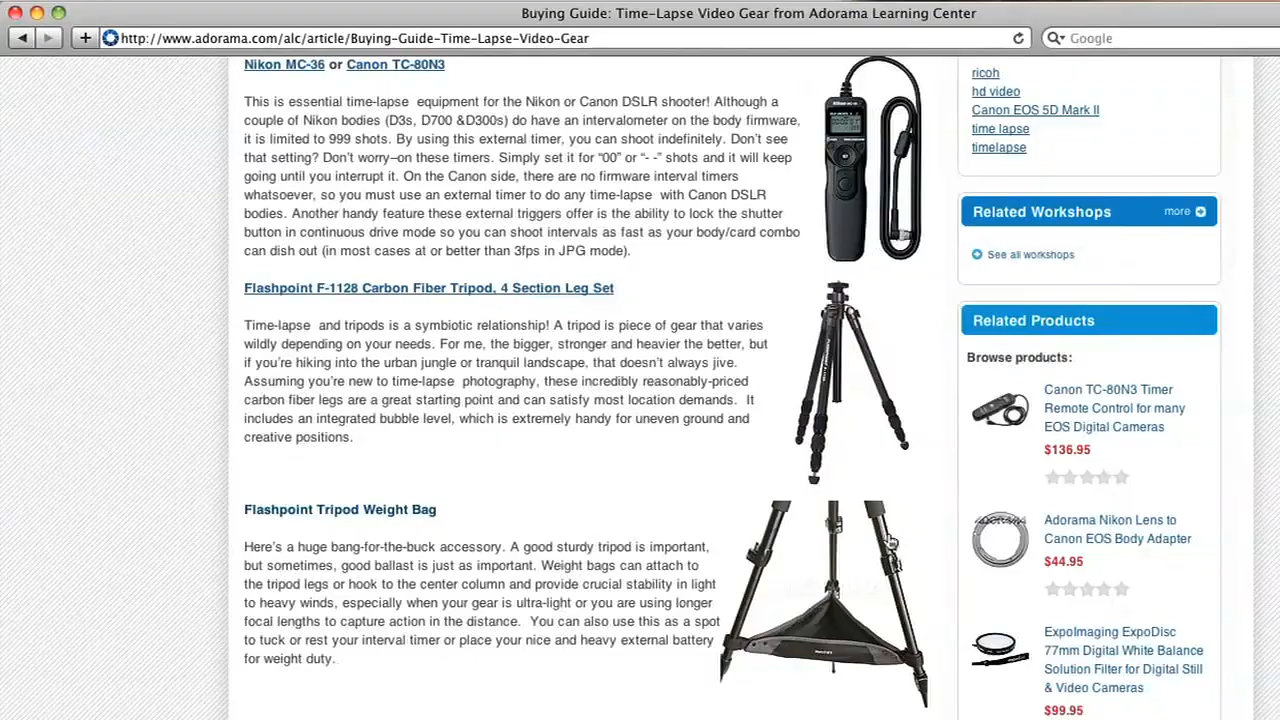 Buying Guide: Time-Lapse Video Gear from Adorama Learning Center
http://www.adorama.com/alc/article/Buying-Guide-Time-Lapse-Video-Gear
Google
Nikon MC-36 or Canon TC-80N3
This is essential time-lapse equipment for the Nikon or Canon DSLR shooter! Although a
couple of Nikon bodies (D3s, D700 &D300s) do have an intervalometer on the body firmware,
it is limited to 999 shots. By using this external timer, you can shoot indefinitely. Don't see
that setting? Don't worry–on these timers. Simply set it for “00” or “- -” shots and it will keep
going until you interrupt it. On the Canon side, there are no firmware interval timers
whatsoever, so you must use an external timer to do any time-lapse with Canon DSLR
bodies. Another handy feature these external triggers offer is the ability to lock the shutter
button in continuous drive mode so you can shoot intervals as fast as your body/card combo
can dish out (in most cases at or better than 3fps in JPG mode).
Flashpoint F-1128 Carbon Fiber Tripod, 4 Section Leg Set
Time-lapse and tripods is a symbiotic relationship! A tripod is piece of gear that varies
wildly depending on your needs. For me, the bigger, stronger and heavier the better, but
if you're hiking into the urban jungle or tranquil landscape, that doesn't always jive.
Assuming you're new to time-lapse photography, these incredibly reasonably-priced
carbon fiber legs are a great starting point and can satisfy most location demands. It
includes an integrated bubble level, which is extremely handy for uneven ground and
creative positions.
Flashpoint Tripod Weight Bag
Here's a huge bang-for-the-buck accessory. A good sturdy tripod is important,
but sometimes, good ballast is just as important. Weight bags can attach to
the tripod legs or hook to the center column and provide crucial stability in light
to heavy winds, especially when your gear is ultra-light or you are using longer
focal lengths to capture action in the distance. You can also use this as a spot
to tuck or rest your interval timer or place your nice and heavy external battery
for weight duty.
ricoh
hd video
Canon EOS 5D Mark II
time lapse
timelapse
Related Workshops more
See all workshops
Related Products
Browse products:
Canon TC-80N3 Timer
Remote Control for many
EOS Digital Cameras
$136.95
ADORAMA
Adorama Nikon Lens to
Canon EOS Body Adapter
$44.95
ExpoImaging ExpoDisc
77mm Digital White Balance
Solution Filter for Digital Still
& Video Cameras
$99.95